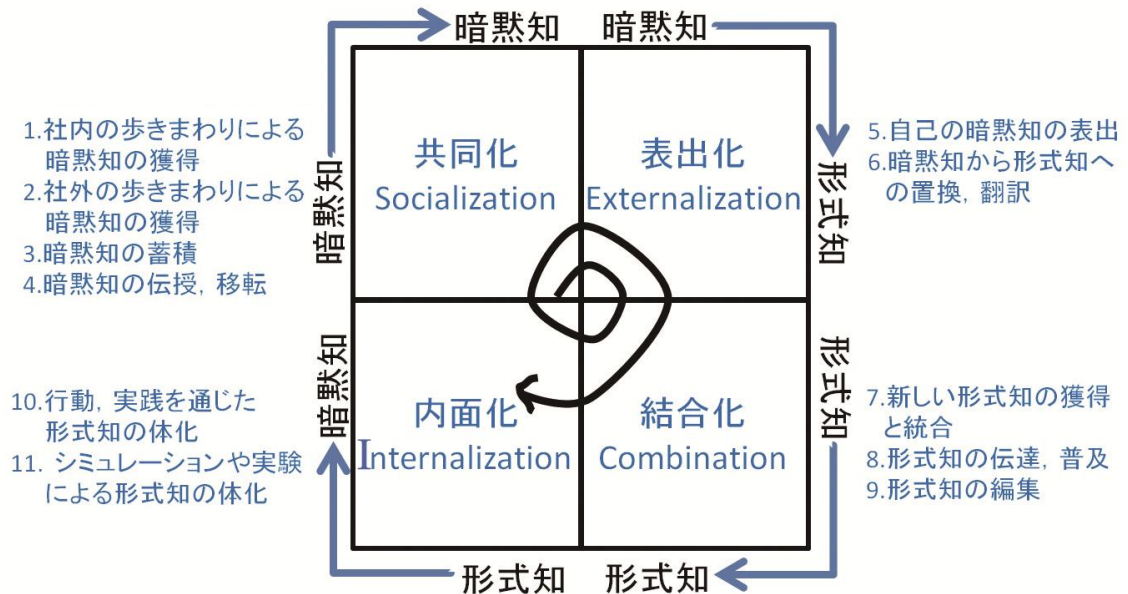 暗黙知
暗黙知
1.社内の歩きまわりによる
暗黙知の獲得
2.社外の歩きまわりによる
暗黙知の獲得
3.暗黙知の蓄積
4.暗黙知の伝授, 移転
暗黙知
共同化
Socialization
表出化
Externalization
形式知
5.自己の暗黙知の表出
6.暗黙知から形式知へ
の置換, 翻訳
10.行動, 実践を通じた
形式知の体化
11. シミュレーションや実験
による形式知の体化
暗黙知
内面化
Internalization
結合化
Combination
形式知
7.新しい形式知の獲得
と統合
8.形式知の伝達, 普及
9.形式知の編集
形式知
形式知